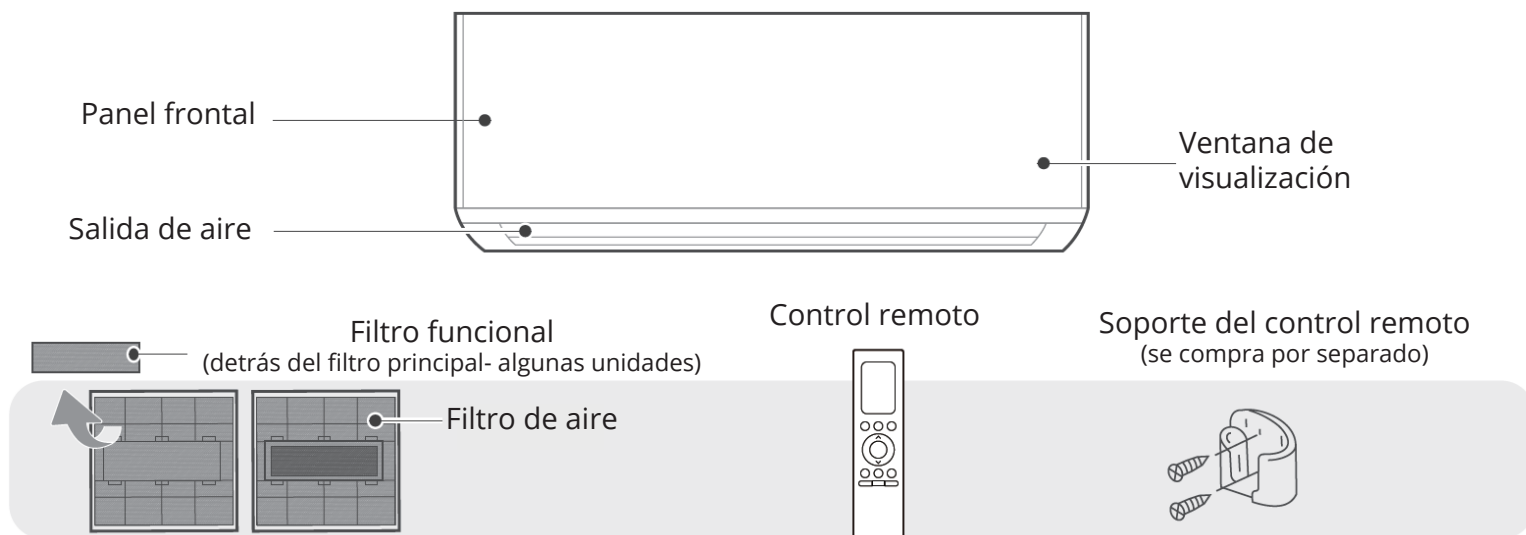 Panel frontal
Ventana de
visualización
Salida de aire
Filtro funcional
(detrás del filtro principal- algunas unidades)
Control remoto
Soporte del control remoto
(se compra por separado)
Filtro de aire